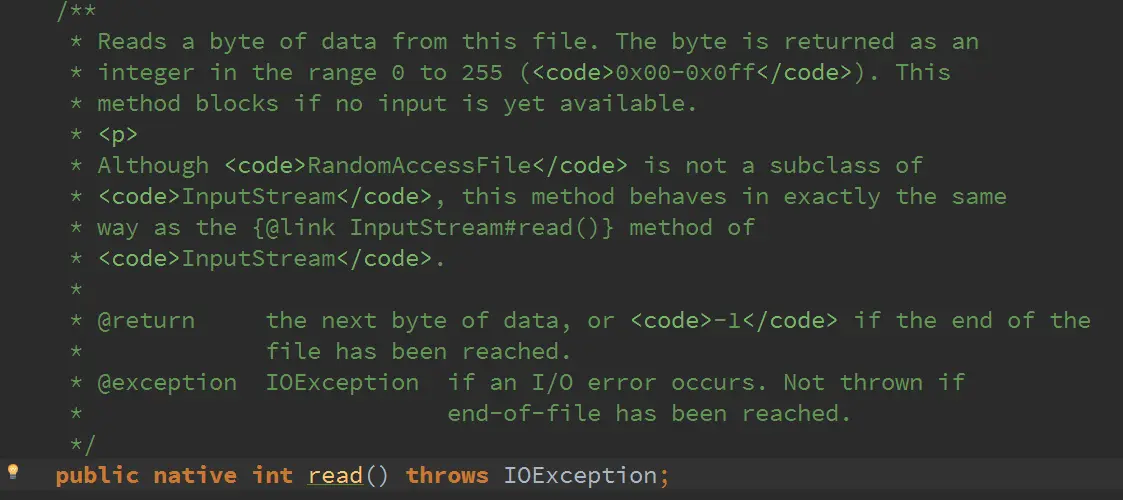 /**
* Reads a byte of data from this file. The byte is returned as an
* integer in the range 0 to 255 (<code>0x00-0x0ff</code>). This
* method blocks if no input is yet available.
* <p>
* Although <code>RandomAccessFile</code> is not a subclass of
* <code>InputStream</code>, this method behaves in exactly the same
* way as the {@link InputStream#read()} method of
* <code>InputStream</code>.
*
* @return     the next byte of data, or <code>-1</code> if the end of the
*             file has been reached.
* @exception  IOException  if an I/O error occurs. Not thrown if
*                          end-of-file has been reached.
*/
public native int read() throws IOException;